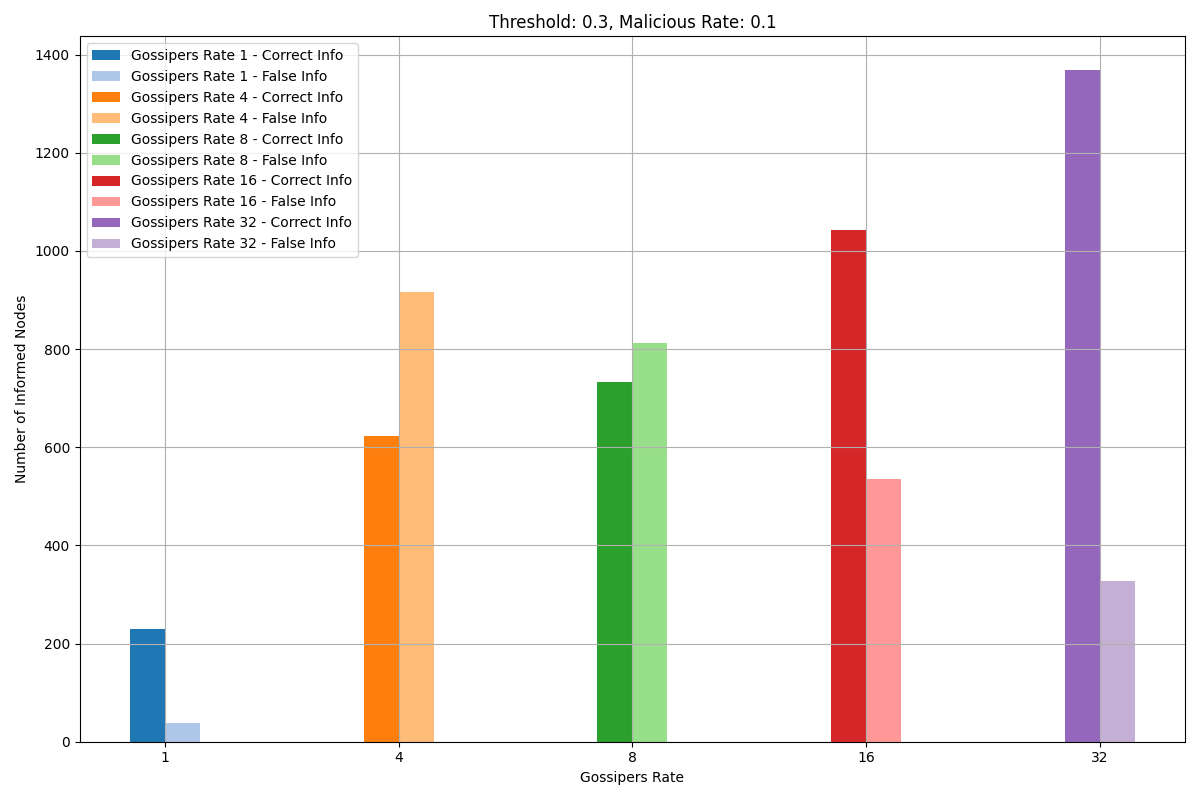 Threshold: 0.3, Malicious Rate: 0.1
Gossipers Rate 1 - Correct Info
Gossipers Rate 1 - False Info
Gossipers Rate 4 - Correct Info
Gossipers Rate 4 - False Info
Gossipers Rate 8 - Correct Info
Gossipers Rate 8 - False Info
Gossipers Rate 16 - Correct Info
Gossipers Rate 16 - False Info
Gossipers Rate 32 - Correct Info
Gossipers Rate 32 - False Info
1400
1200
1000
800
600
400
200
0
Number of Informed Nodes
1 4 8 16 32
Gossipers Rate